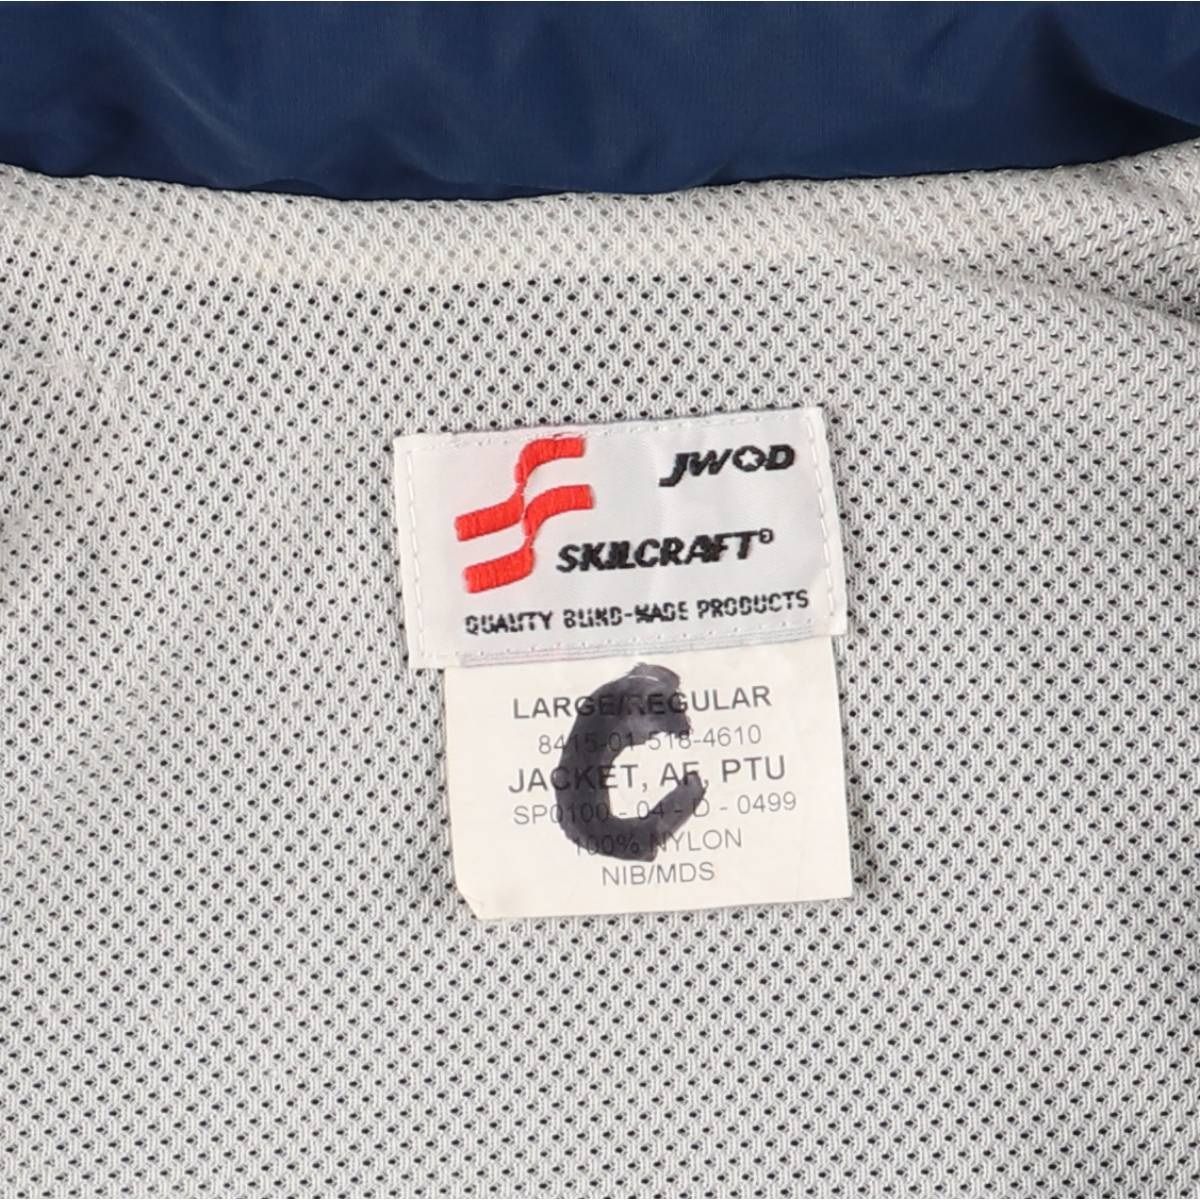 JWOD
SKILCRAFT®
QUALITY BLIND-MADE PRODUCTS
LARGE/REGULAR
8415-01-518-4610
JACKET, AF, PTU
SP0100 - 04 - D - 0499
100% NYLON
NIB/MDS
C